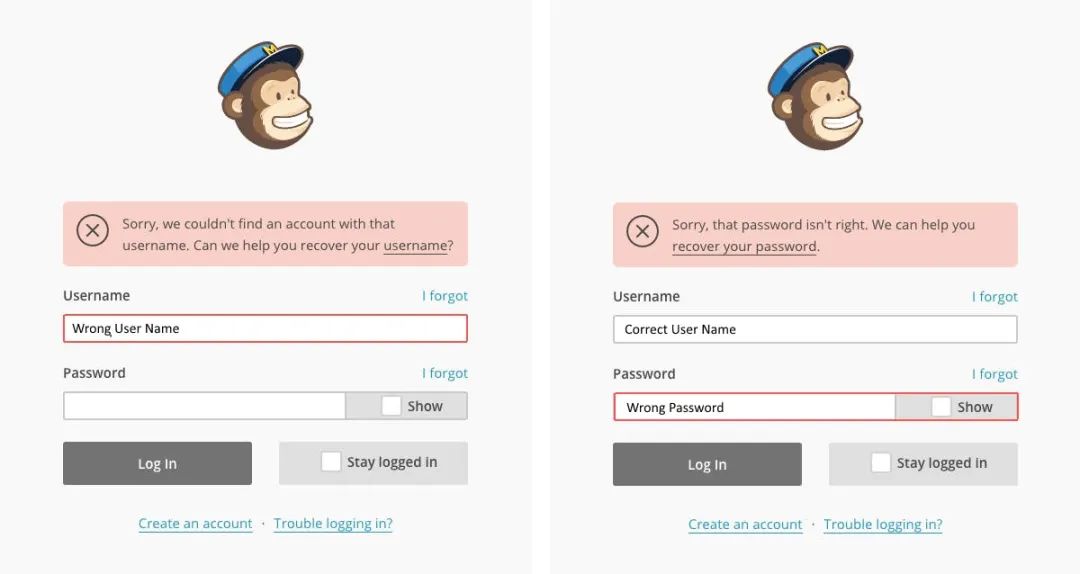 M
Sorry, we couldn't find an account with that
username. Can we help you recover your username?
Username I forgot
Wrong User Name
Password I forgot
Show
Log In Stay logged in
Create an account · Trouble logging in?
M
Sorry, that password isn't right. We can help you
recover your password.
Username I forgot
Correct User Name
Password I forgot
Wrong Password Show
Log In Stay logged in
Create an account · Trouble logging in?